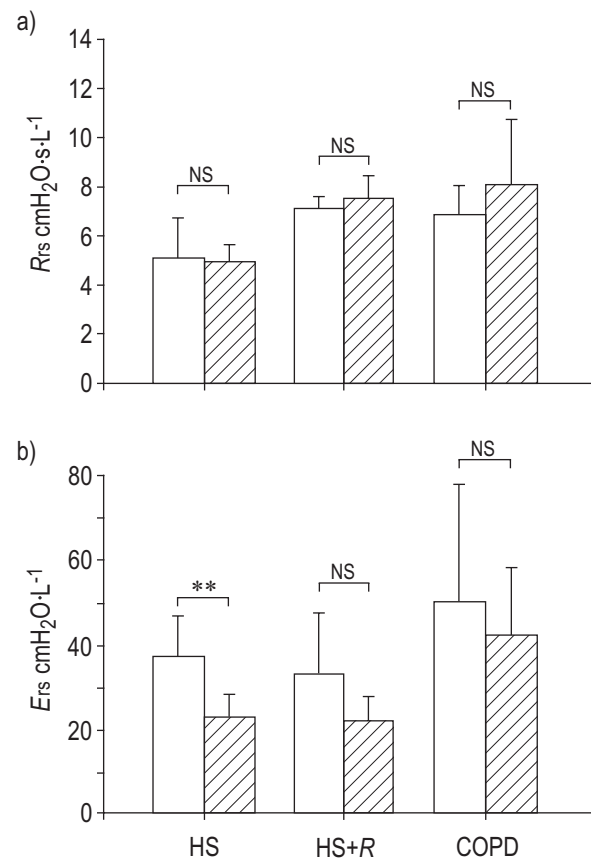 a)
14
12
10
8
6
4
2
0
Rrs cmH₂O·s·L⁻¹
NS
NS
NS
b)
80
60
40
20
0
Ers cmH₂O·L⁻¹
**
NS
NS
HS HS+R COPD